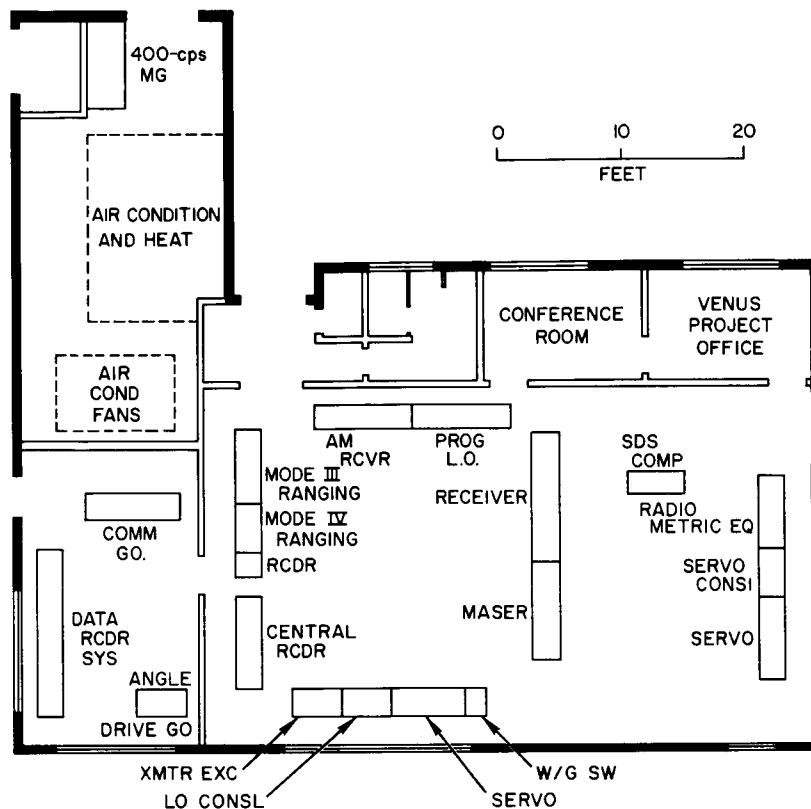 400-cps
MG
0 10 20
FEET
AIR CONDITION
AND HEAT
CONFERENCE
ROOM
VENUS
PROJECT
OFFICE
AIR
COND
FANS
AM
RCVR
PROG
L.O.
SDS
COMP
MODE III
RANGING
RECEIVER
RADIO
METRIC EQ
MODE IV
RANGING
COMM
GO.
RCDR
SERVO
CONSI
DATA
RCDR
SYS
CENTRAL
RCDR
MASER
SERVO
ANGLE
DRIVE GO
XMTR EXC
W/G SW
LO CONSL
SERVO